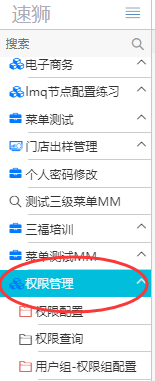 速狮
搜索
电子商务
lmq节点配置练习
菜单测试
门店出样管理
个人密码修改
测试三级菜单MM
三福培训
菜单测试MM
权限管理
权限配置
权限查询
用户组-权限组配置